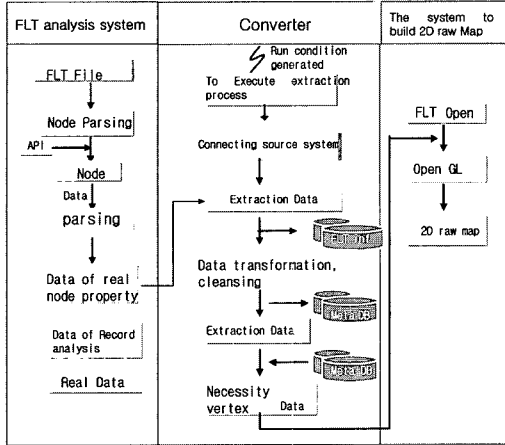 FLT analysis system
FLT File
Node Parsing
API
Node
Data
parsing
Data of real
node property
Data of Record
analysis
Real Data
Converter
Run condition
generated
To Execute extraction
process
Connecting source system
Extraction Data
Data transformation,
cleansing
Meta DB
Extraction Data
Meta DB
Necessity
vertex Data
The system to
build 2D raw Map
FLT Open
Open GL
2D raw map